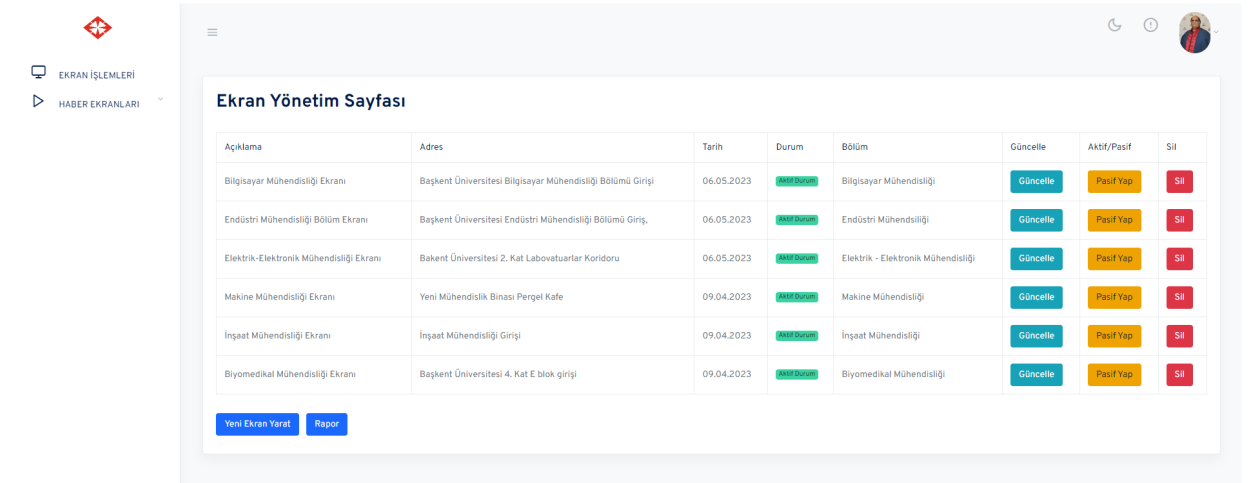 EKRAN İŞLEMLERİ
HABER EKRANLARI
Ekran Yönetim Sayfası
Açıklama Adres Tarih Durum Bölüm Güncelle Aktif/Pasif Sil
Bilgisayar Mühendisliği Ekranı Başkent Üniversitesi Bilgisayar Mühendisliği Bölümü Girişi 06.05.2023 Aktif Durum Bilgisayar Mühendisliği Güncelle Pasif Yap Sil
Endüstri Mühendisliği Bölüm Ekranı Başkent Üniversitesi Endüstri Mühendisliği Bölümü Giriş, 06.05.2023 Aktif Durum Endüstri Mühendsiliği Güncelle Pasif Yap Sil
Elektrik-Elektronik Mühendisliği Ekranı Bakent Üniversitesi 2. Kat Labovatuarlar Koridoru 06.05.2023 Aktif Durum Elektrik - Elektronik Mühendisliği Güncelle Pasif Yap Sil
Makine Mühendisliği Ekranı Yeni Mühendislik Binası Pergel Kafe 09.04.2023 Aktif Durum Makine Mühendisliği Güncelle Pasif Yap Sil
İnşaat Mühendisliği Ekranı İnşaat Mühendisliği Girişi 09.04.2023 Aktif Durum İnşaat Mühendisliği Güncelle Pasif Yap Sil
Biyomedikal Mühendisliği Ekranı Başkent Üniversitesi 4. Kat E blok girişi 09.04.2023 Aktif Durum Biyomedikal Mühendisliği Güncelle Pasif Yap Sil
Yeni Ekran Yarat Rapor